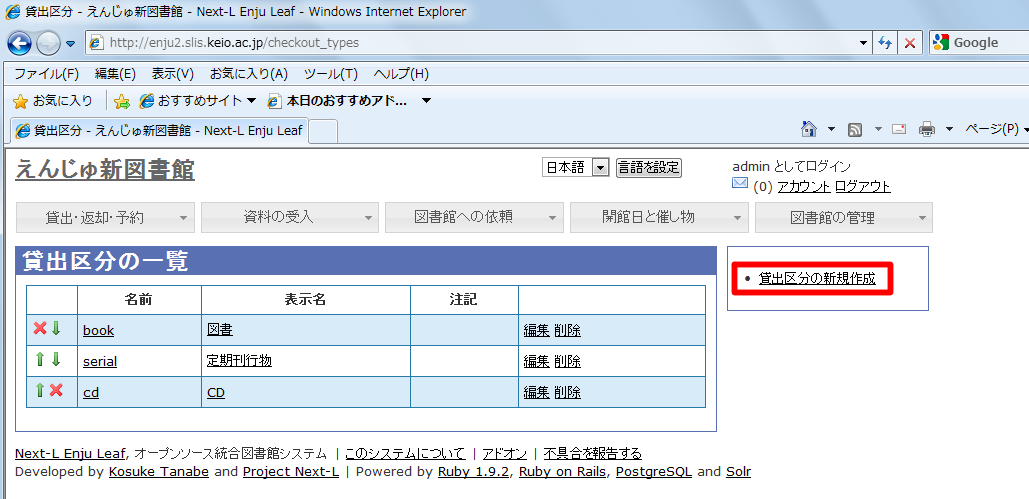 貸出区分 - えんじゅ新図書館 - Next-L Enju Leaf - Windows Internet Explorer
http://enju2.slis.keio.ac.jp/checkout_types
Google
ファイル(F) 編集(E) 表示(V) お気に入り(A) ツール(T) ヘルプ(H)
お気に入り おすすめサイト 本日のおすすめアド...
貸出区分 - えんじゅ新図書館 - Next-L Enju Leaf
ページ(P)
えんじゅ新図書館
日本語 言語を設定
admin としてログイン
(0) アカウント ログアウト
貸出・返却・予約 資料の受入 図書館への依頼 開館日と催し物 図書館の管理
貸出区分の一覧
貸出区分の新規作成
名前 表示名 注記
book 図書 編集 削除
serial 定期刊行物 編集 削除
cd CD 編集 削除
Next-L Enju Leaf, オープンソース統合図書館システム | このシステムについて | アドオン | 不具合を報告する
Developed by Kosuke Tanabe and Project Next-L | Powered by Ruby 1.9.2, Ruby on Rails, PostgreSQL and Solr